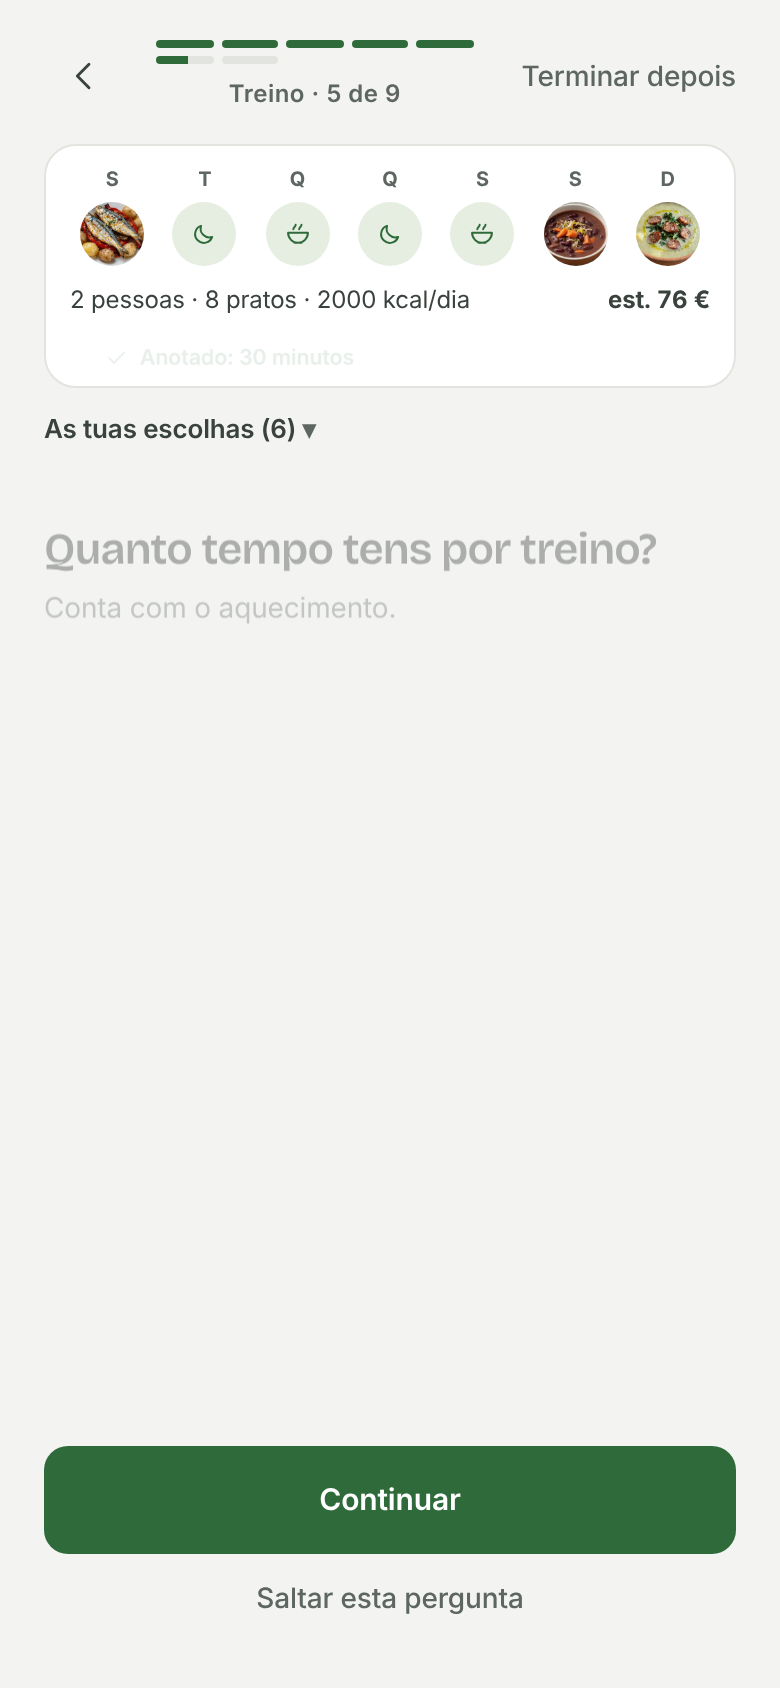 Treino · 5 de 9
Terminar depois
S T Q Q S S D
2 pessoas · 8 pratos · 2000 kcal/dia est. 76 €
Anotado: 30 minutos
As tuas escolhas (6) ▾
Quanto tempo tens por treino?
Conta com o aquecimento.
Continuar
Saltar esta pergunta